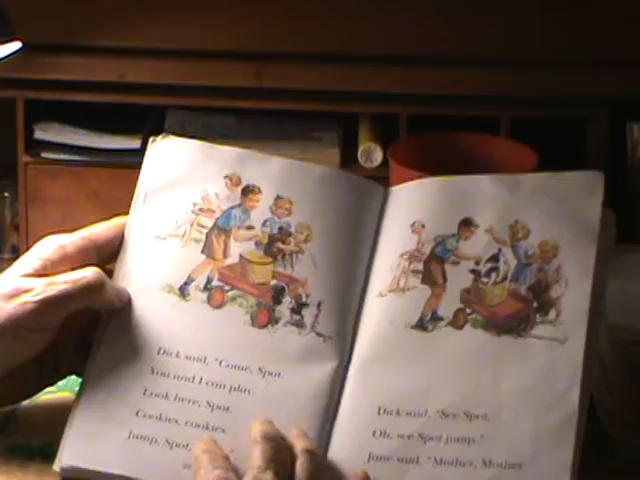 Dick said, "Come, Spot.
You and I can play.
Look here, Spot.
Cookies, cookies.
Jump, Spot,
Dick said, "See Spot.
Oh, see Spot jump."
June said, "Mother, Mother